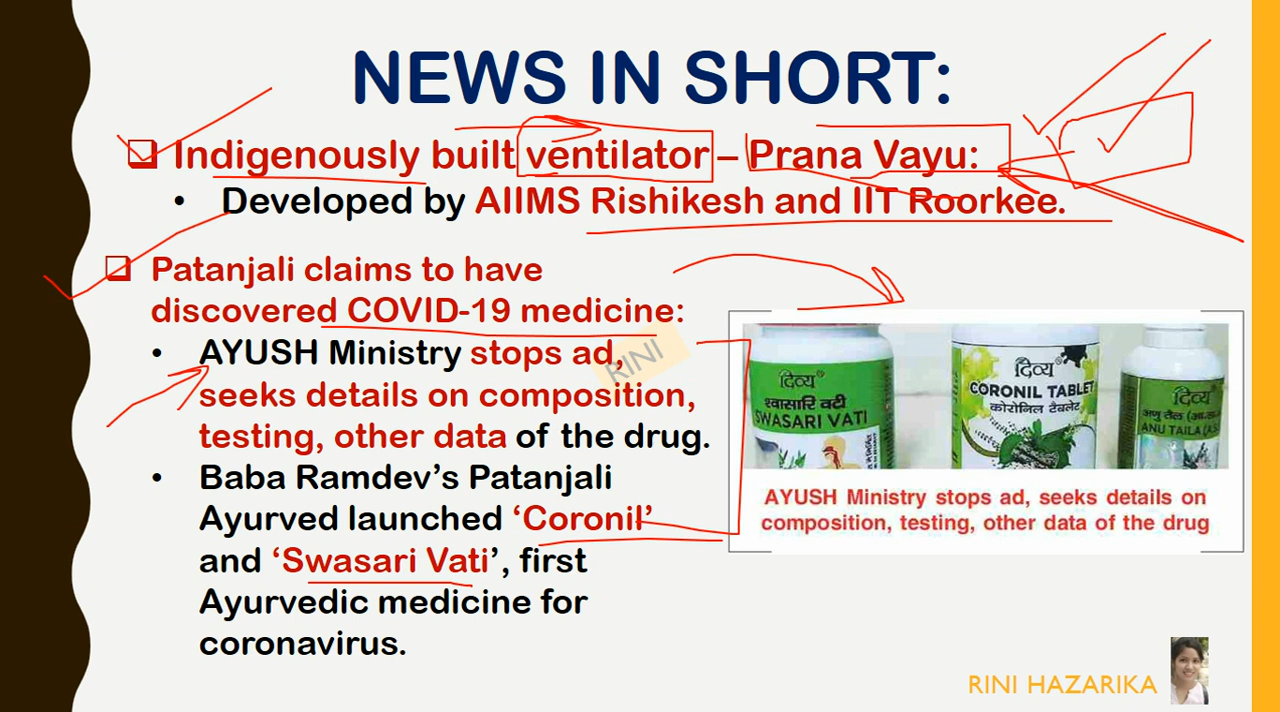 NEWS IN SHORT:
❑ Indigenously built ventilator – Prana Vayu:
• Developed by AIIMS Rishikesh and IIT Roorkee.
❑ Patanjali claims to have
discovered COVID-19 medicine:
• AYUSH Ministry stops ad,
seeks details on composition,
testing, other data of the drug.
• Baba Ramdev’s Patanjali
Ayurved launched ‘Coronil’
and ‘Swasari Vati’, first
Ayurvedic medicine for
coronavirus.
RINI
दिव्य
श्वासारि वटी
SWASARI VATI
दिव्य
CORONIL TABLET
कोरोनिल टैबलेट
दिव्य
अणु तैल
ANU TAILA
AYUSH Ministry stops ad, seeks details on
composition, testing, other data of the drug
RINI HAZARIKA